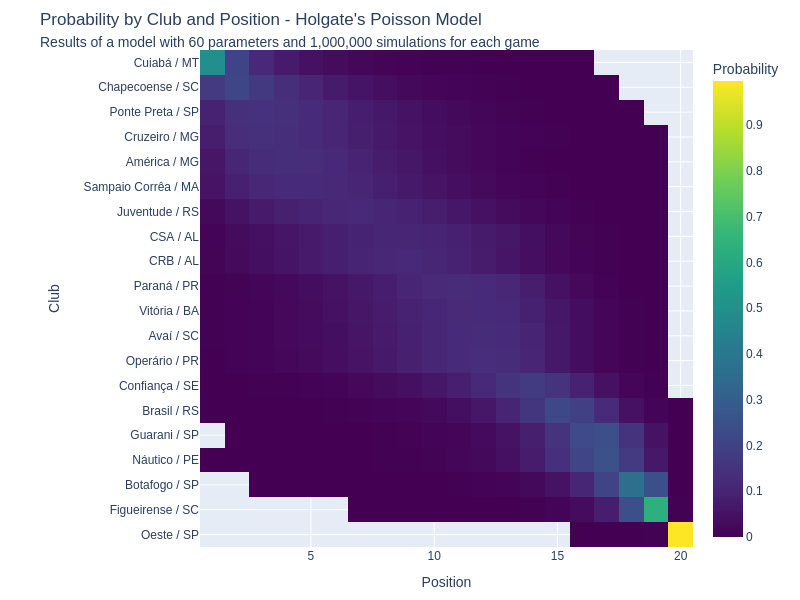 Probability by Club and Position - Holgate's Poisson Model
Results of a model with 60 parameters and 1,000,000 simulations for each game
Probability
Cuiabá / MT
Chapecoense / SC
Ponte Preta / SP
Cruzeiro / MG
América / MG
Sampaio Corrêa / MA
Juventude / RS
CSA / AL
CRB / AL
Paraná / PR
Vitória / BA
Avaí / SC
Operário / PR
Confiança / SE
Brasil / RS
Guarani / SP
Náutico / PE
Botafogo / SP
Figueirense / SC
Oeste / SP
Club
5
10
15
20
Position
0.9
0.8
0.7
0.6
0.5
0.4
0.3
0.2
0.1
0